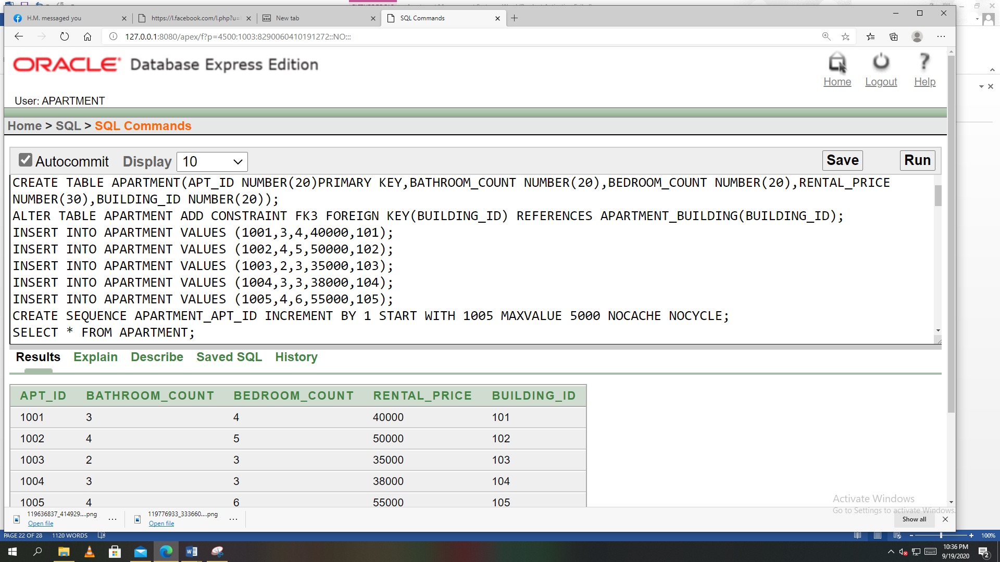 H.M. messaged you
https://l.facebook.com/l.php?u=
New tab
SQL Commands
127.0.0.1:8080/apex/f?p=4500:1003:8290060410191272::NO:::
ORACLE Database Express Edition
Home Logout Help
User: APARTMENT
Home > SQL > SQL Commands
Autocommit Display 10 Save Run
CREATE TABLE APARTMENT(APT_ID NUMBER(20)PRIMARY KEY,BATHROOM_COUNT NUMBER(20),BEDROOM_COUNT NUMBER(20),RENTAL_PRICE
NUMBER(30),BUILDING_ID NUMBER(20));
ALTER TABLE APARTMENT ADD CONSTRAINT FK3 FOREIGN KEY(BUILDING_ID) REFERENCES APARTMENT_BUILDING(BUILDING_ID);
INSERT INTO APARTMENT VALUES (1001,3,4,40000,101);
INSERT INTO APARTMENT VALUES (1002,4,5,50000,102);
INSERT INTO APARTMENT VALUES (1003,2,3,35000,103);
INSERT INTO APARTMENT VALUES (1004,3,3,38000,104);
INSERT INTO APARTMENT VALUES (1005,4,6,55000,105);
CREATE SEQUENCE APARTMENT_APT_ID INCREMENT BY 1 START WITH 1005 MAXVALUE 5000 NOCACHE NOCYCLE;
SELECT * FROM APARTMENT;
Results Explain Describe Saved SQL History
APT_ID BATHROOM_COUNT BEDROOM_COUNT RENTAL_PRICE BUILDING_ID
1001 3 4 40000 101
1002 4 5 50000 102
1003 2 3 35000 103
1004 3 3 38000 104
1005 4 6 55000 105
Activate Windows
Go to Settings to activate Windows.
119636837_414929....png
Open file
119776933_333660....png
Open file
Show all
PAGE 22 OF 28 1120 WORDS
100%
10:36 PM
9/19/2020
2